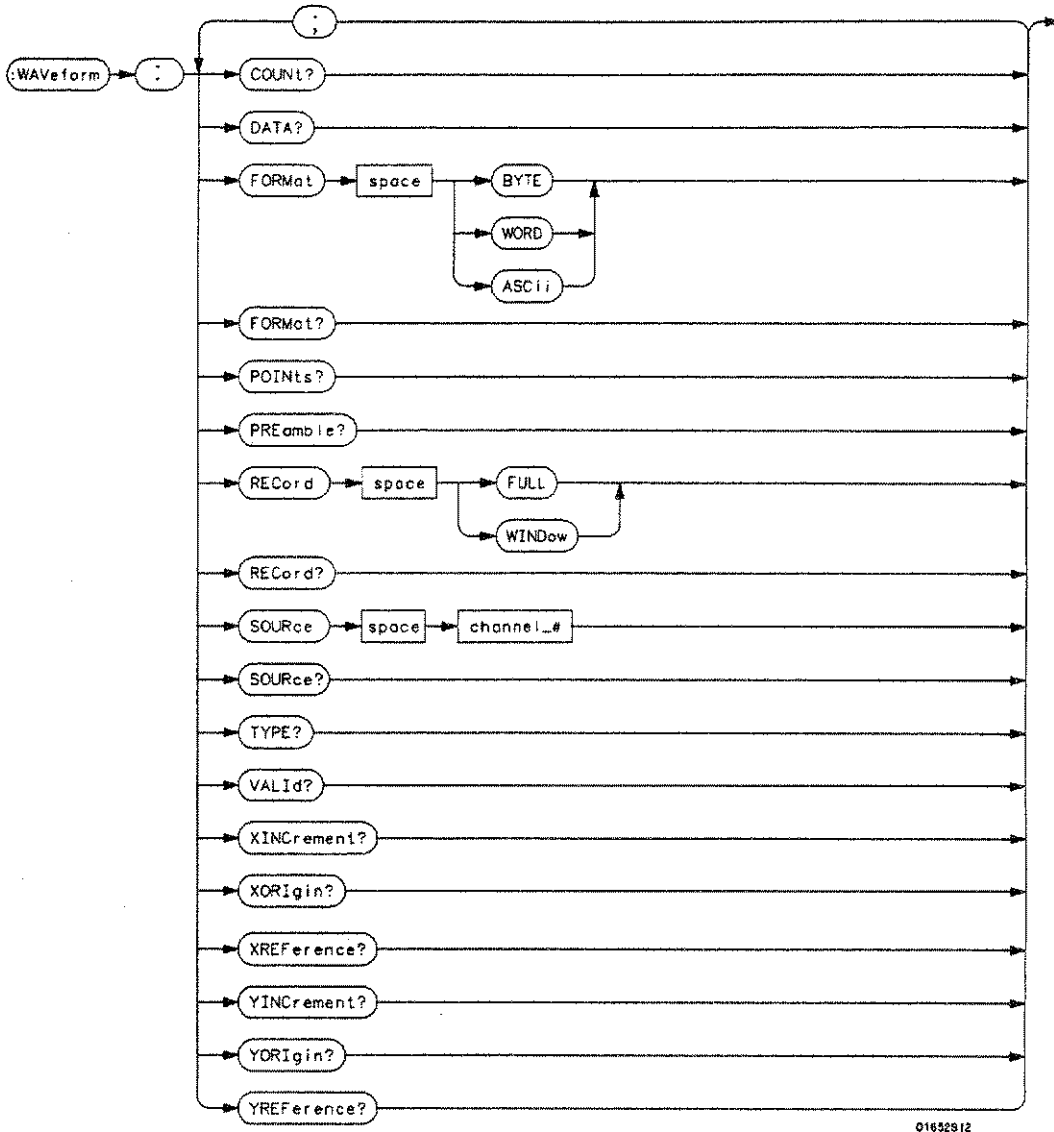 ;
:WAVeform : COUNt?
DATA?
FORMat space BYTE
WORD
ASCii
FORMat?
POINts?
PREamble?
RECord space FULL
WINDow
RECord?
SOURce space channel_#
SOURce?
TYPE?
VALId?
XINCrement?
XORIgin?
XREFerence?
YINCrement?
YORIgin?
YREFerence?
01652S12